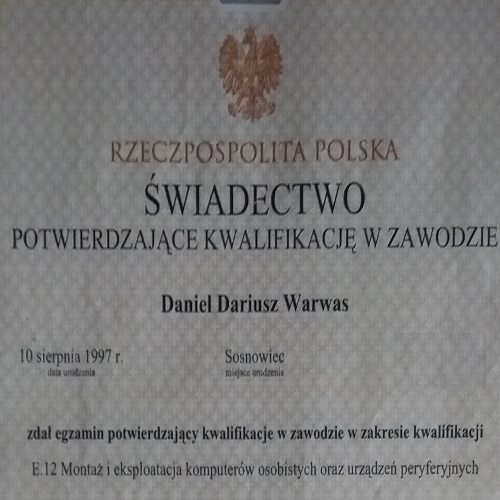 RZECZPOSPOLITA POLSKA
ŚWIADECTWO
POTWIERDZAJĄCE KWALIFIKACJĘ W ZAWODZIE
Daniel Dariusz Warwas
10 sierpnia 1997 r. Sosnowiec
data urodzenia miejsce urodzenia
zdał egzamin potwierdzający kwalifikacje w zawodzie w zakresie kwalifikacji
E.12 Montaż i eksploatacja komputerów osobistych oraz urządzeń peryferyjnych